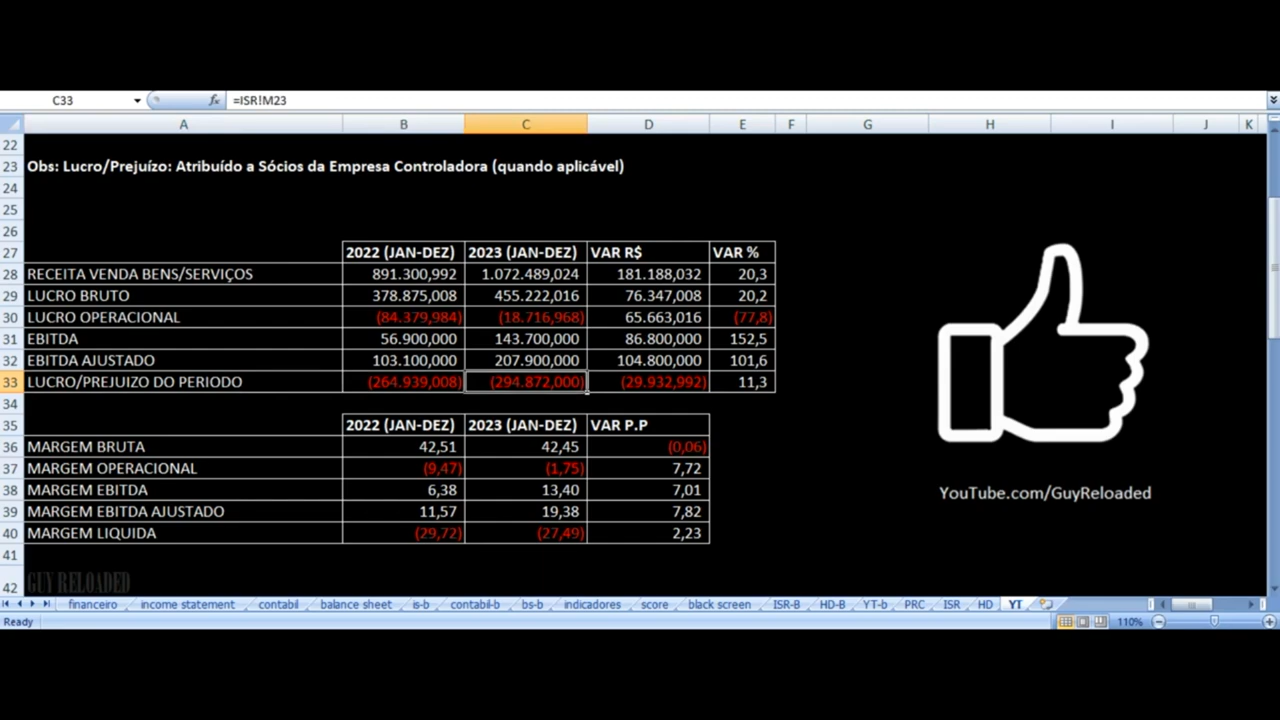 C33 =ISR!M23
A B C D E F G H I J K
22
23 Obs: Lucro/Prejuízo: Atribuído a Sócios da Empresa Controladora (quando aplicável)
24
25
26
27 2022 (JAN-DEZ) 2023 (JAN-DEZ) VAR R$ VAR %
28 RECEITA VENDA BENS/SERVIÇOS 891.300,992 1.072.489,024 181.188,032 20,3
29 LUCRO BRUTO 378.875,008 455.222,016 76.347,008 20,2
30 LUCRO OPERACIONAL (84.379,984) (18.716,968) 65.663,016 (77,8)
31 EBITDA 56.900,000 143.700,000 86.800,000 152,5
32 EBITDA AJUSTADO 103.100,000 207.900,000 104.800,000 101,6
33 LUCRO/PREJUIZO DO PERIODO (264.939,008) (294.872,000) (29.932,992) 11,3
34
35 2022 (JAN-DEZ) 2023 (JAN-DEZ) VAR P.P
36 MARGEM BRUTA 42,51 42,45 (0,06)
37 MARGEM OPERACIONAL (9,47) (1,75) 7,72
38 MARGEM EBITDA 6,38 13,40 7,01
YouTube.com/GuyReloaded
39 MARGEM EBITDA AJUSTADO 11,57 19,38 7,82
40 MARGEM LIQUIDA (29,72) (27,49) 2,23
41
42 GUY RELOADED
financeiro income statement contabil balance sheet is-b contabil-b bs-b indicadores score black screen ISR-B HD-B YT-b PRC ISR HD YT
Ready 110%